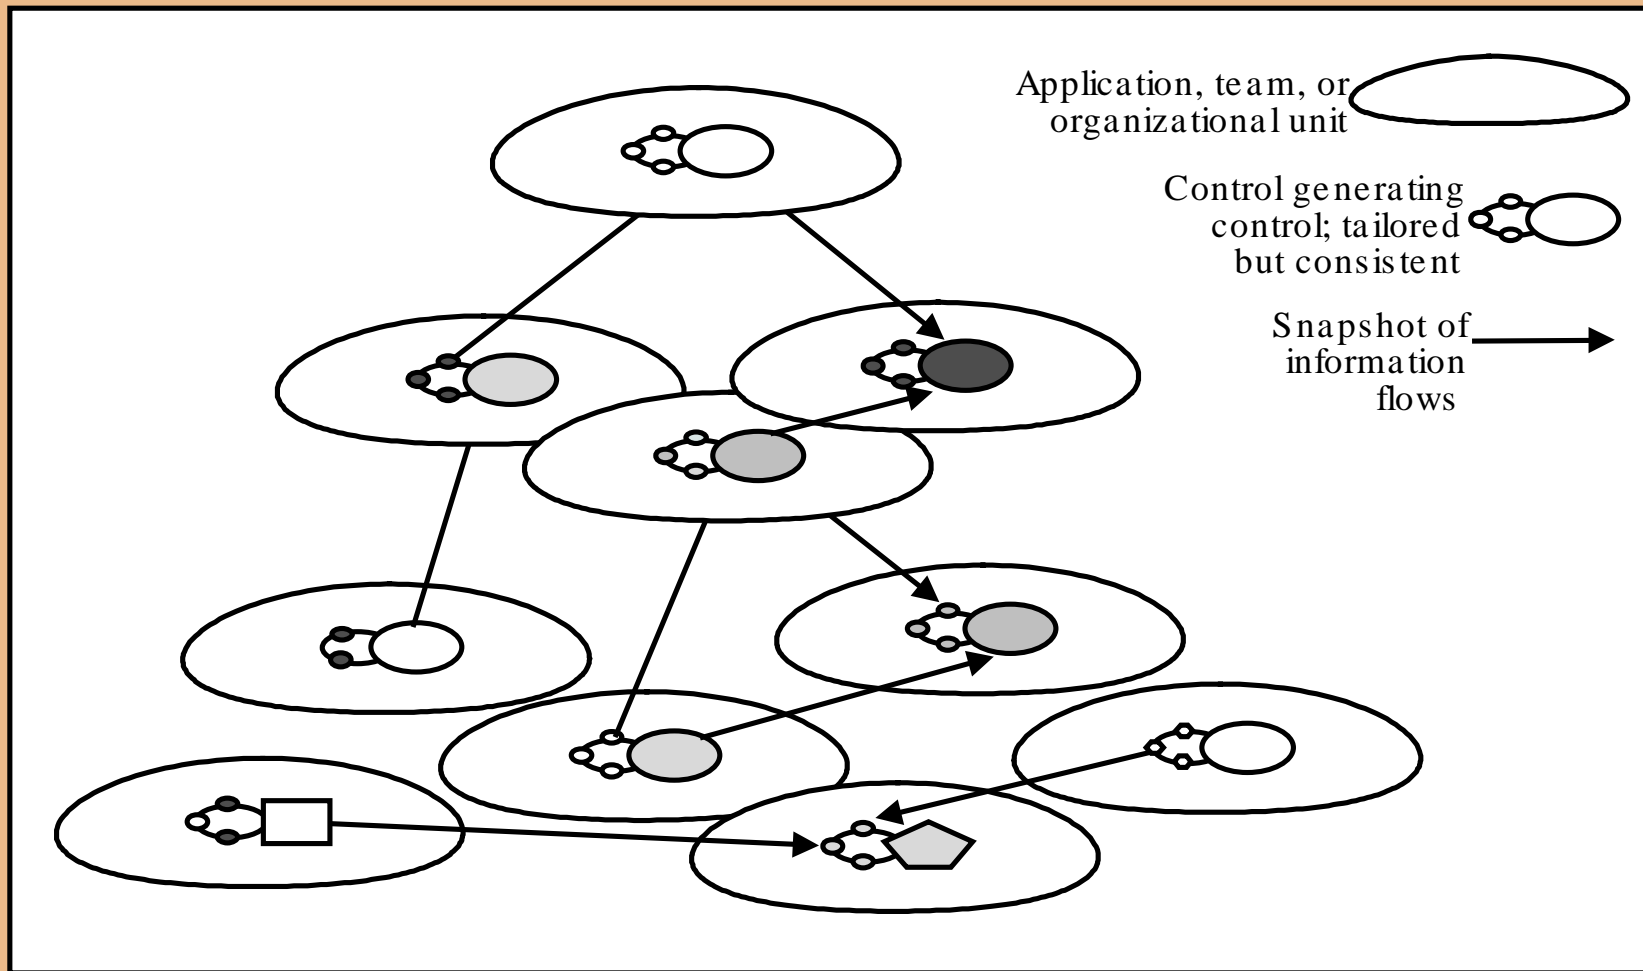 Application, team, or
organizational unit
Control generating
control; tailored
but consistent
Snapshot of
information
flows